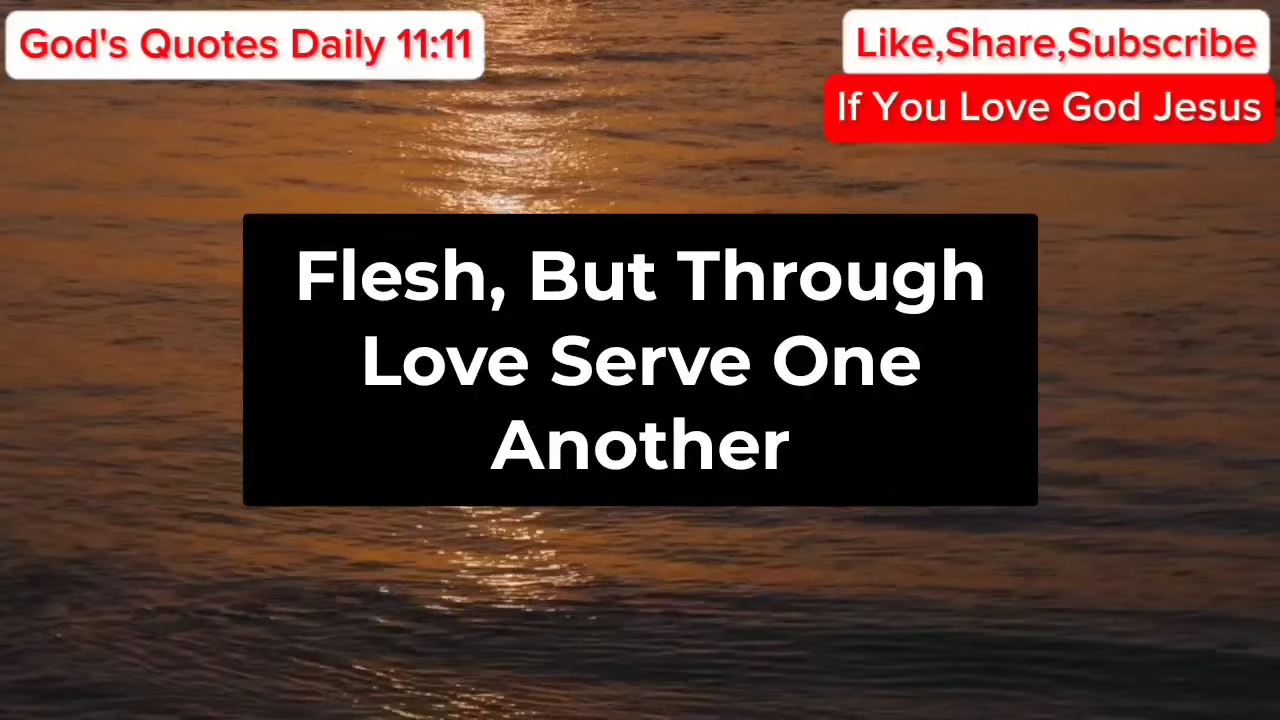 God's Quotes Daily 11:11
Like,Share,Subscribe
If You Love God Jesus
Flesh, But Through
Love Serve One
Another